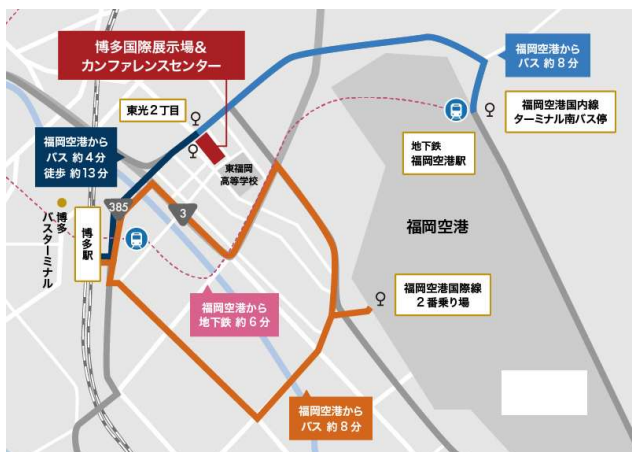 博多国際展示場&
カンファレンスセンター
福岡空港から
バス 約8分
東光2丁目
福岡空港国内線
ターミナル南バス停
福岡空港から
バス 約4分
徒歩 約13分
東福岡
高等学校
地下鉄
福岡空港駅
385
3
博多
バスターミナル
博多駅
福岡空港
福岡空港から
地下鉄 約6分
福岡空港国際線
2番乗り場
福岡空港から
バス 約8分